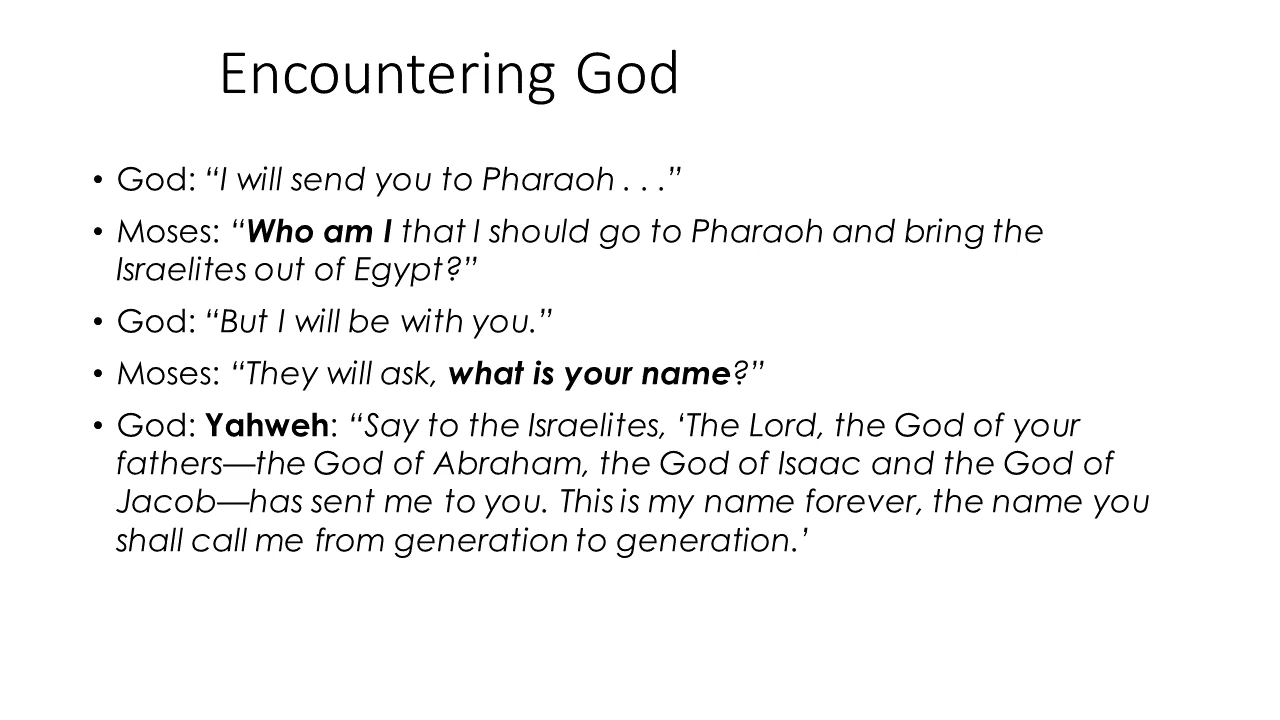 Encountering God
• God: “I will send you to Pharaoh . . .”
• Moses: “Who am I that I should go to Pharaoh and bring the
Israelites out of Egypt?”
• God: “But I will be with you.”
• Moses: “They will ask, what is your name?”
• God: Yahweh: “Say to the Israelites, ‘The Lord, the God of your
fathers—the God of Abraham, the God of Isaac and the God of
Jacob—has sent me to you. This is my name forever, the name you
shall call me from generation to generation.’